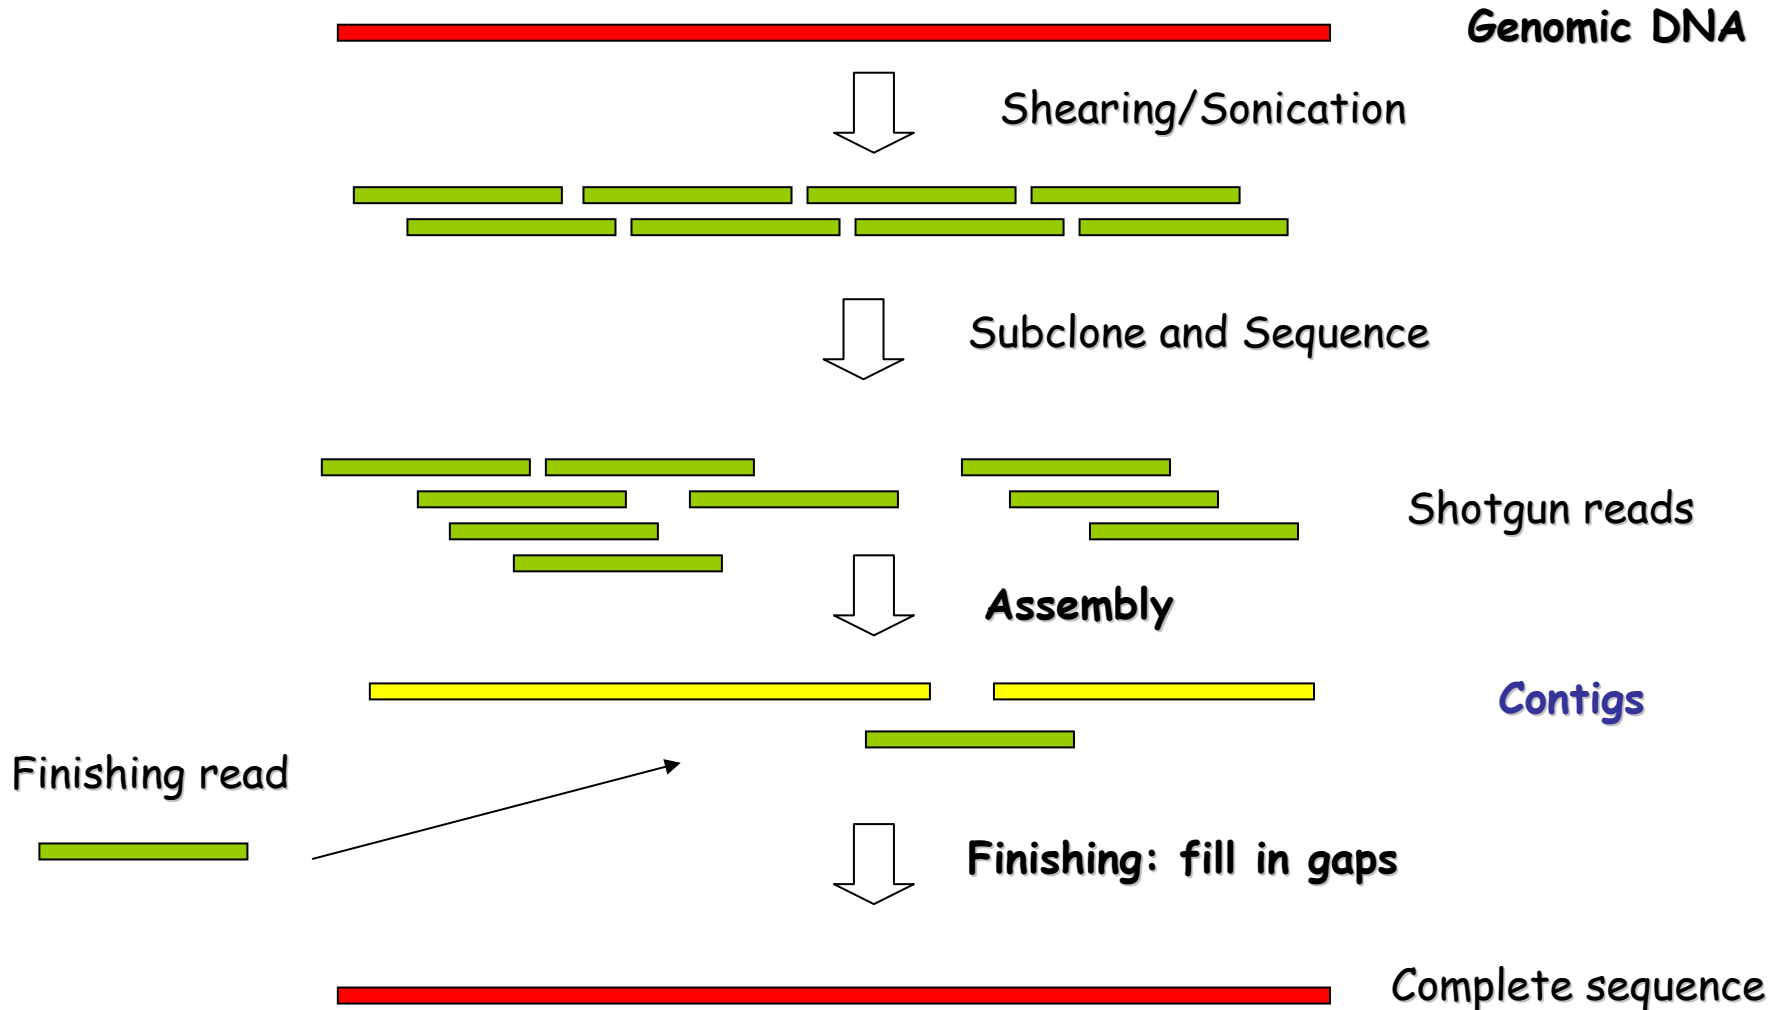 Genomic DNA
Shearing/Sonication
Subclone and Sequence
Shotgun reads
Assembly
Contigs
Finishing read
Finishing: fill in gaps
Complete sequence